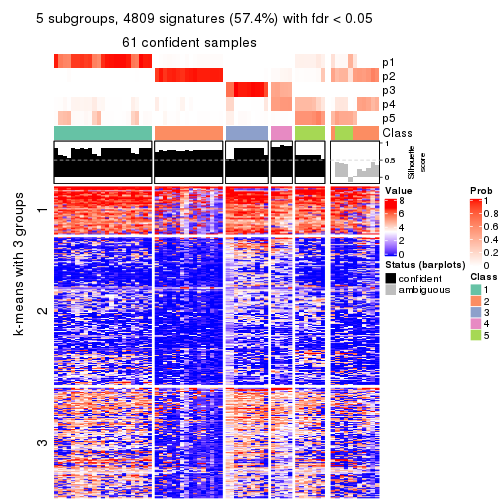 5 subgroups, 4809 signatures (57.4%) with fdr < 0.05
61 confident samples
p1
p2
p3
p4
p5
Class
1
0.5
0
Silhouette
score
k-means with 3 groups
1
2
3
Value
8
6
4
2
0
Status (barplots)
confident
ambiguous
Prob
1
0.8
0.6
0.4
0.2
0
Class
1
2
3
4
5